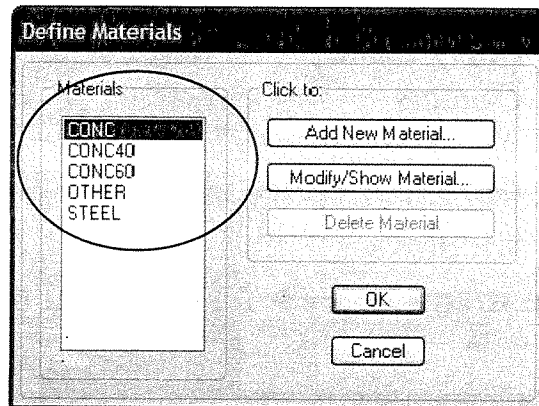 Define Materials
Materials
CONC
CONC40
CONC60
OTHER
STEEL
Click to:
Add New Material...
Modify/Show Material...
Delete Material
OK
Cancel